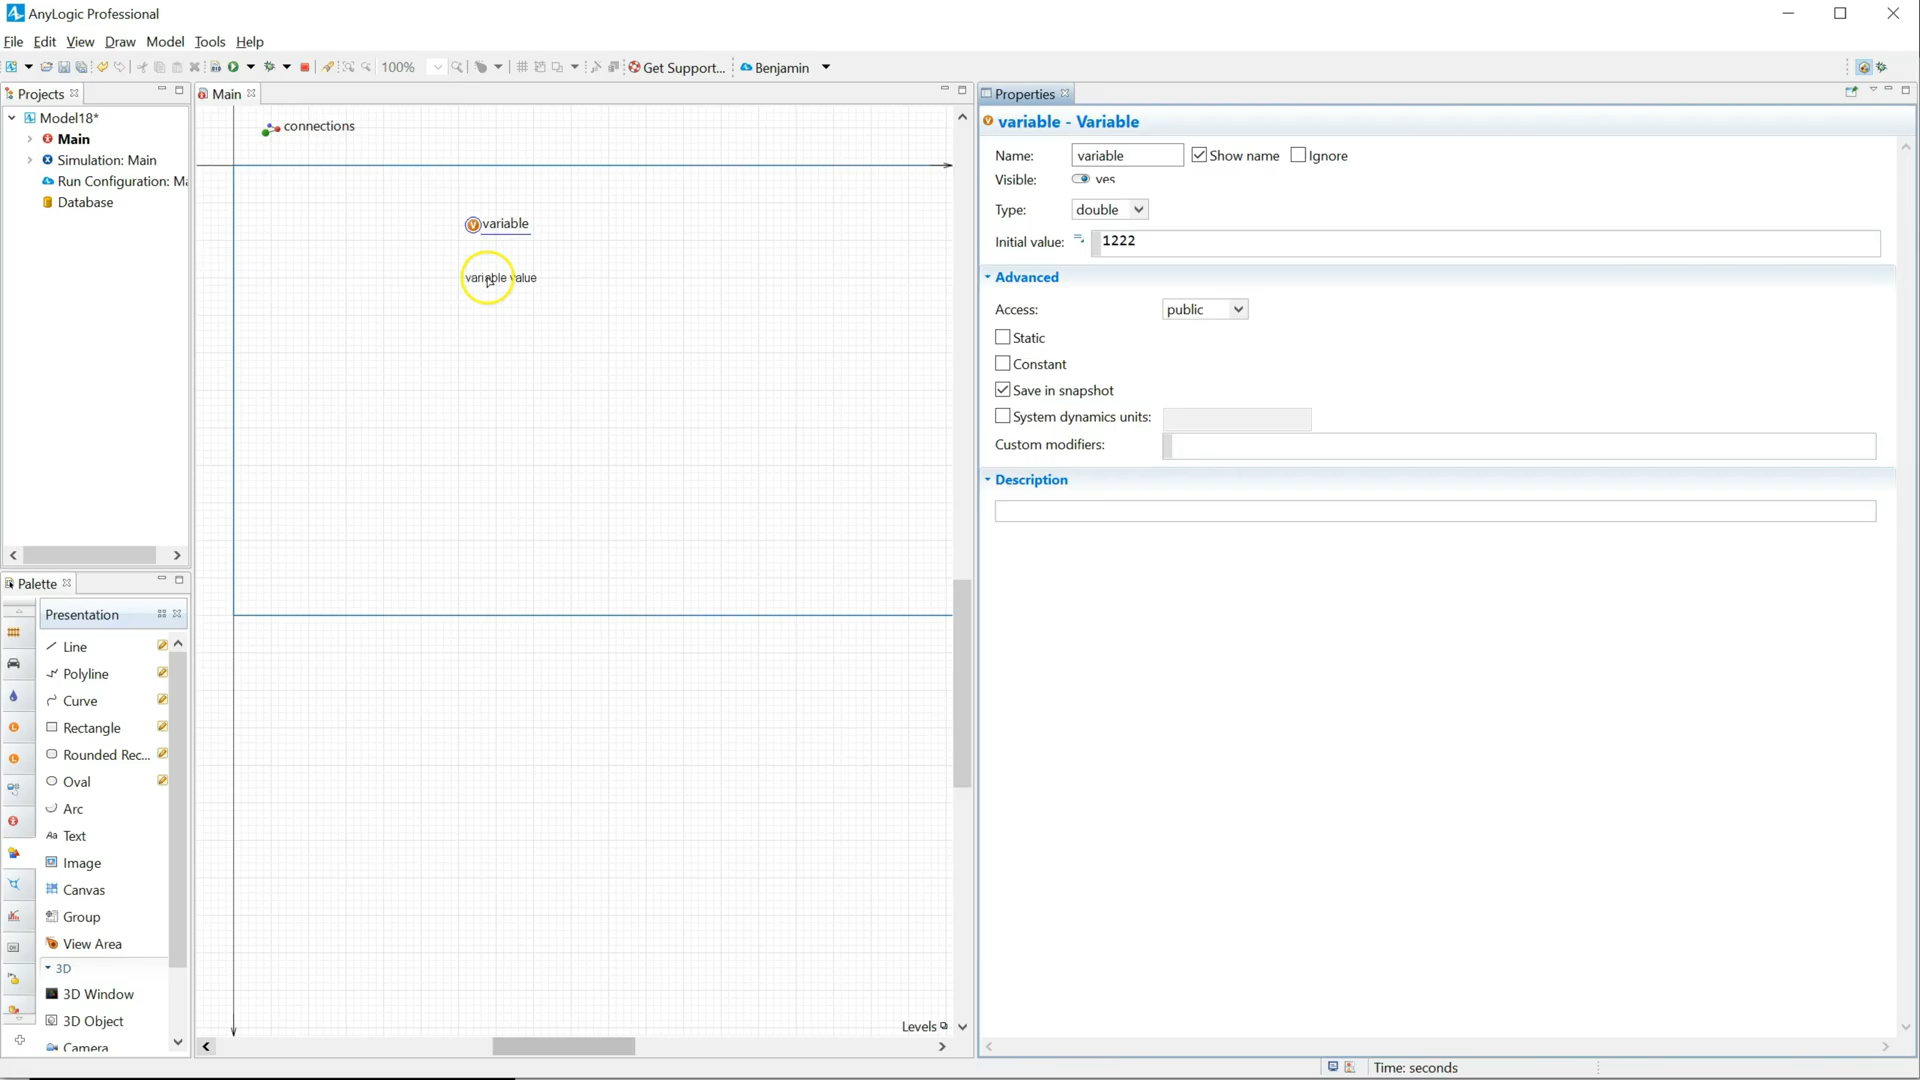 AnyLogic Professional
File Edit View Draw Model Tools Help
100% Get Support... Benjamin
Projects
Model18*
Main
Simulation: Main
Run Configuration: Ma
Database
Main
connections
variable
variable value
Levels
Palette
Presentation
Line
Polyline
Curve
Rectangle
Rounded Rec...
Oval
Arc
Text
Image
Canvas
Group
View Area
3D
3D Window
3D Object
Camera
Properties
variable - Variable
Name: variable Show name Ignore
Visible: yes
Type: double
Initial value: 1222
Advanced
Access: public
Static
Constant
Save in snapshot
System dynamics units:
Custom modifiers:
Description
Time: seconds